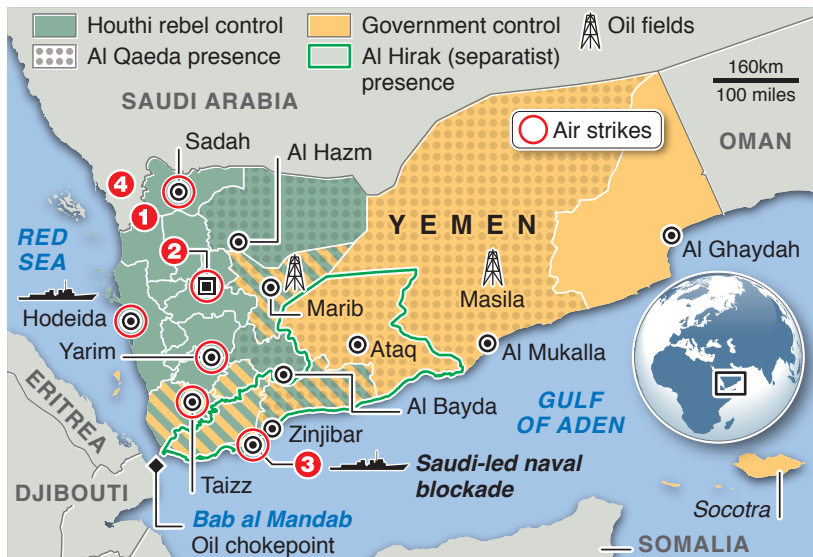 Houthi rebel control
Government control
Oil fields
Al Qaeda presence
Al Hirak (separatist)
presence
160km
100 miles
SAUDI ARABIA
Air strikes
OMAN
Sadah
Al Hazm
4
1
YEMEN
RED
SEA
2
Al Ghaydah
Marib
Masila
Hodeida
Yarim
Ataq
Al Mukalla
ERITREA
Al Bayda
GULF
OF ADEN
Zinjibar
3
Saudi-led naval
blockade
DJIBOUTI
Taizz
Socotra
Bab al Mandab
Oil chokepoint
SOMALIA